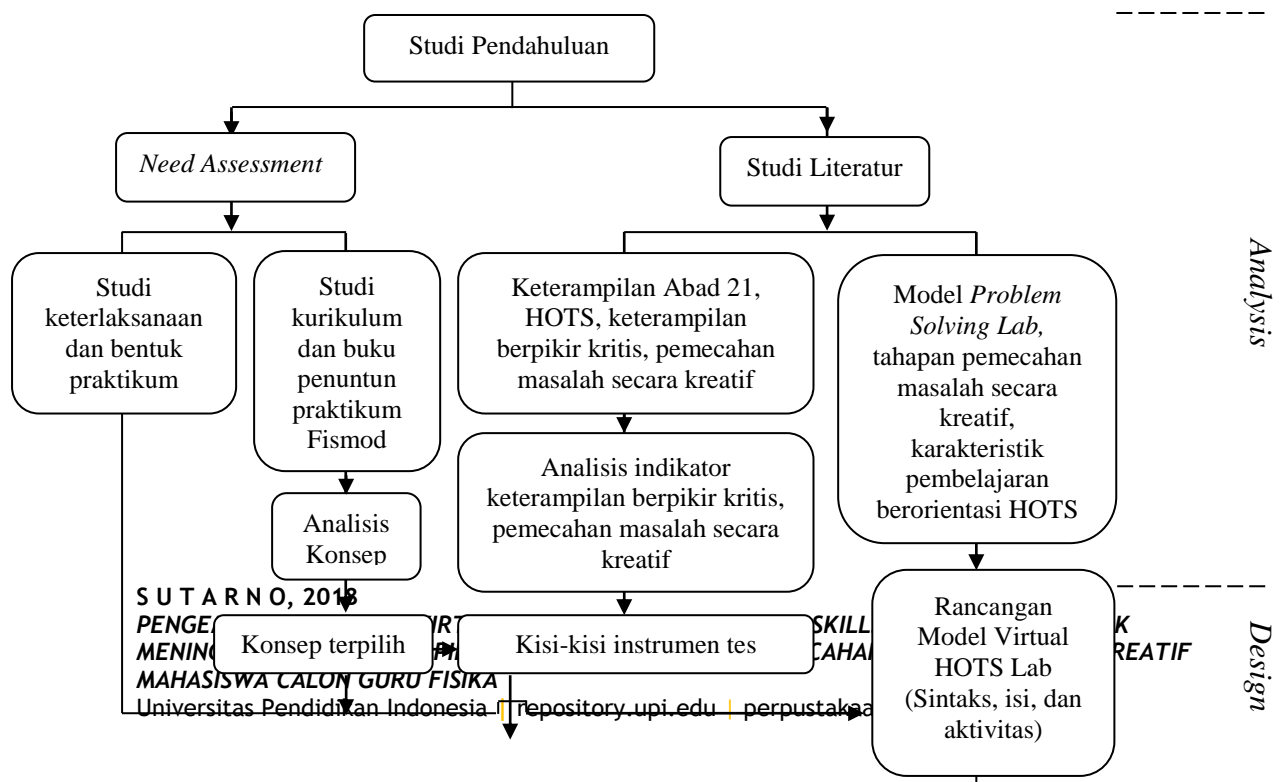 Studi Pendahuluan
Need Assessment
Studi Literatur
Studi
keterlaksanaan
dan bentuk
praktikum
Studi
kurikulum
dan buku
penuntun
praktikum
Fismod
Keterampilan Abad 21,
HOTS, keterampilan
berpikir kritis, pemecahan
masalah secara kreatif
Model Problem
Solving Lab,
tahapan pemecahan
masalah secara
kreatif,
karakteristik
pembelajaran
berorientasi HOTS
Analysis
Analisis
Konsep
Analisis indikator
keterampilan berpikir kritis,
pemecahan masalah secara
kreatif
Konsep terpilih
Kisi-kisi instrumen tes
Rancangan
Model Virtual
HOTS Lab
(Sintaks, isi, dan
aktivitas)
Design
S U T A R N O, 2018
SKILL
MAHASISWA CALON GURU FISIKA
Universitas Pendidikan Indonesia | repository.upi.edu |